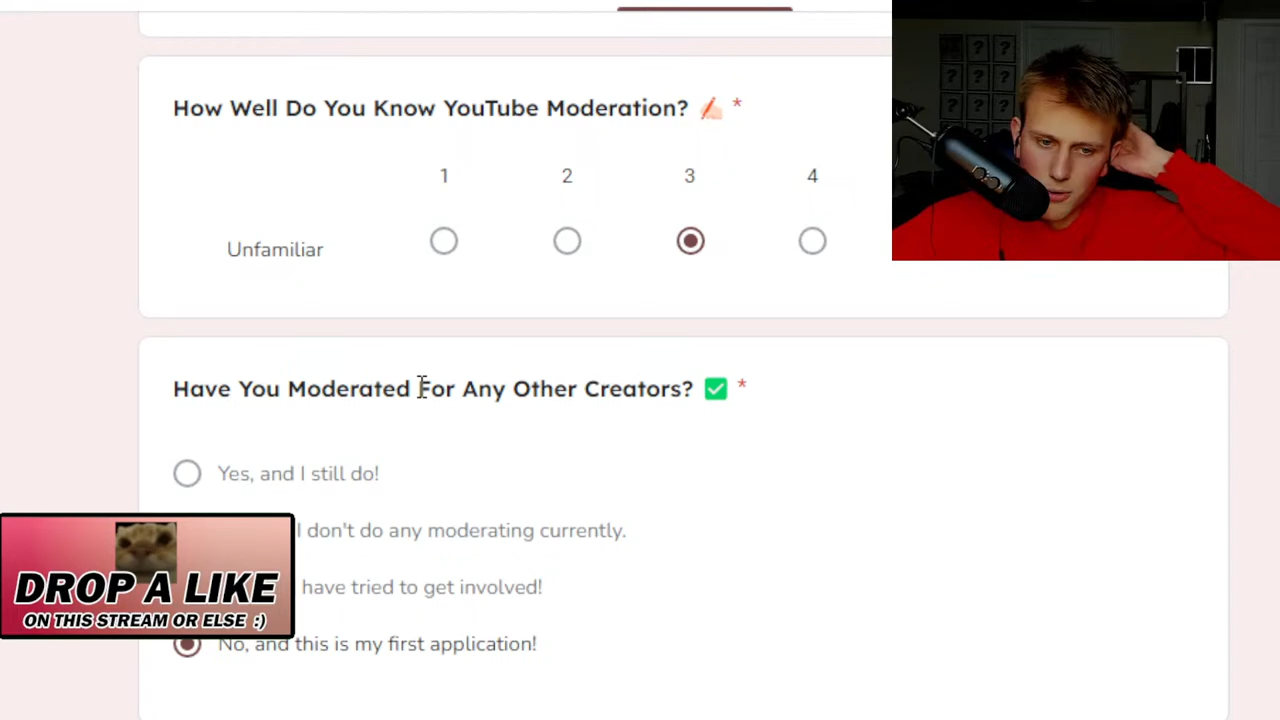 How Well Do You Know YouTube Moderation? ✍🏻 *
1 2 3 4
Unfamiliar
Have You Moderated For Any Other Creators? ✅ *
Yes, and I still do!
I don't do any moderating currently.
have tried to get involved!
No, and this is my first application!
DROP A LIKE
ON THIS STREAM OR ELSE :)
? ?
? ? ?
? ? ?